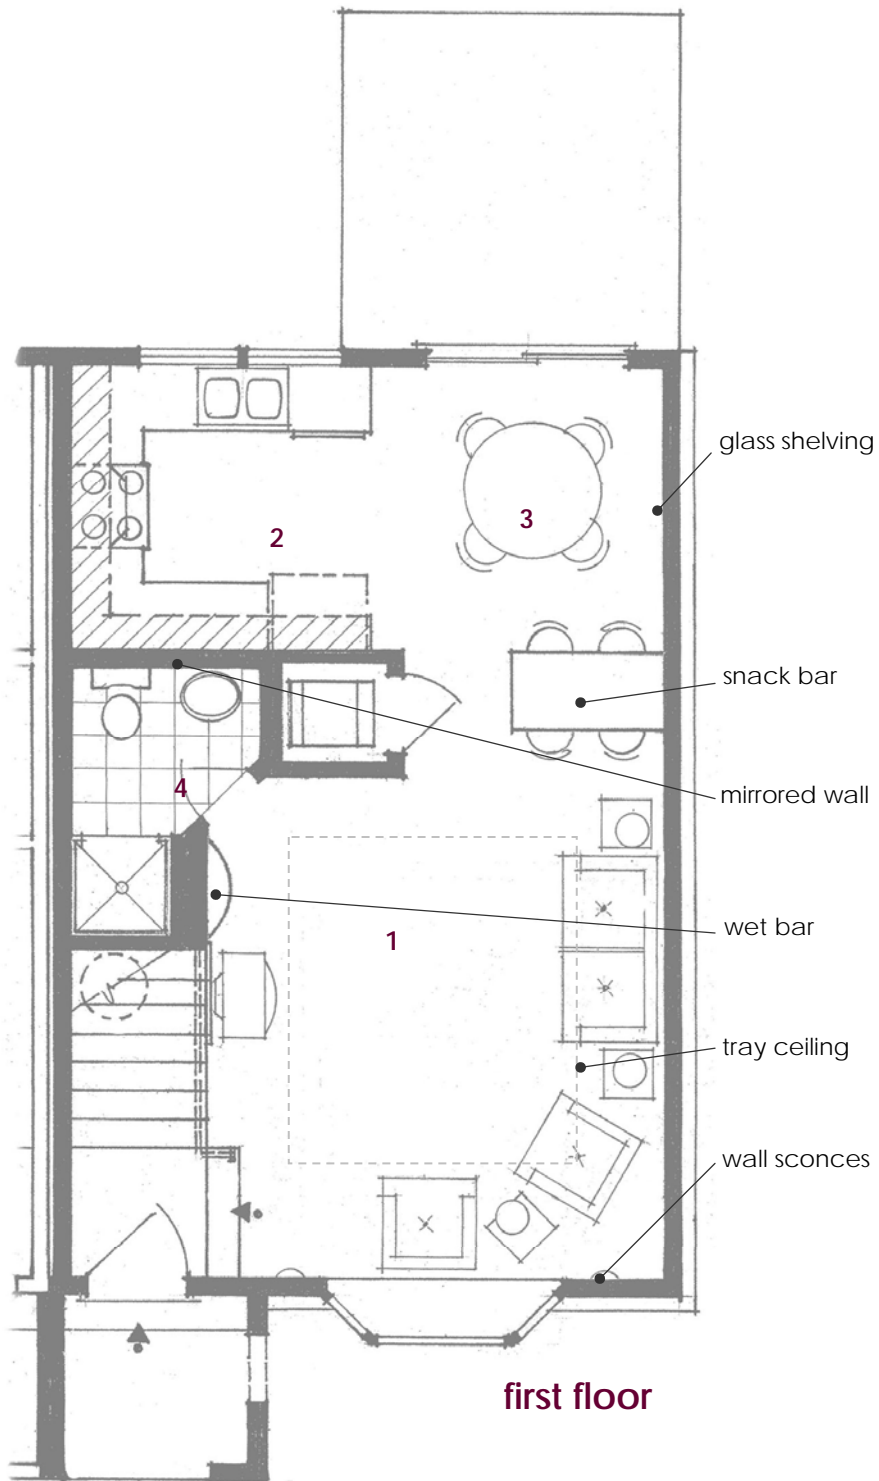 glass shelving
3
2
snack bar
4
mirrored wall
wet bar
1
tray ceiling
wall sconces
first floor